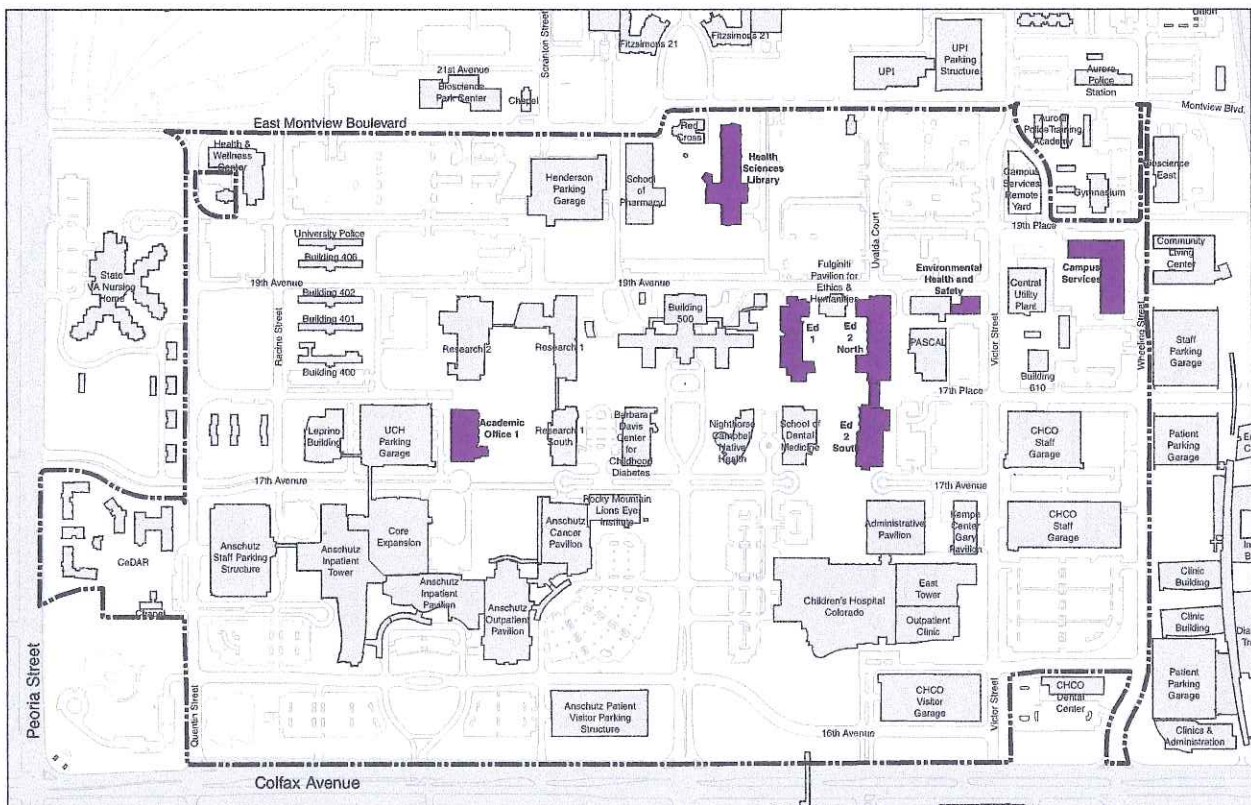 Scranton Street
Fitzsimons 21
Fitzsimons 21
UPI
Parking
Structure
UPI
21st Avenue
Bioscience
Park Center
Chapel
Aurora
Police
Station
Montview Blvd.
East Montview Boulevard
Health &
Wellness
Center
Red
Cross
Health
Sciences
Library
Aurora
Police Training
Academy
Bioscience
East
Henderson
Parking
Garage
School
of
Pharmacy
Campus
Services
Remote
Yard
Gymnasium
19th Place
University Police
Building 406
State
VA Nursing
Home
19th Avenue
19th Avenue
Uvalda Court
Fulginiti
Pavilion for
Ethics &
Humanities
Environmental
Health and
Safety
Campus
Services
Community
Living
Center
Central
Utility
Plant
Building 402
Building 401
Building 400
Racine Street
Research 2
Research 1
Building
500
Ed
1
Ed
2
North
PASCAL
Victor Street
Wheeling Street
Staff
Parking
Garage
17th Place
Building
610
Leprino
Building
UCH
Parking
Garage
Academic
Office 1
Research 1
South
Barbara
Davis
Center
for
Childhood
Diabetes
Nighthorse
Campbell
Native
Health
School of
Dental
Medicine
Ed
2
South
CHCO
Staff
Garage
Patient
Parking
Garage
17th Avenue
17th Avenue
CaDAR
Chapel
Anschutz
Staff Parking
Structure
Anschutz
Inpatient
Tower
Core
Expansion
Anschutz
Inpatient
Pavilion
Anschutz
Outpatient
Pavilion
Anschutz
Cancer
Pavilion
Rocky Mountain
Lions Eye
Institute
Administrative
Pavilion
Kempe
Center
Gary
Pavilion
CHCO
Staff
Garage
Children's Hospital
Colorado
East
Tower
Outpatient
Clinic
Clinic
Building
Clinic
Building
Patient
Parking
Garage
Clinics &
Administration
Peoria Street
Quentin Street
Anschutz Patient
Visitor Parking
Structure
CHCO
Visitor
Garage
Victor Street
CHCO
Dental
Center
16th Avenue
Colfax Avenue